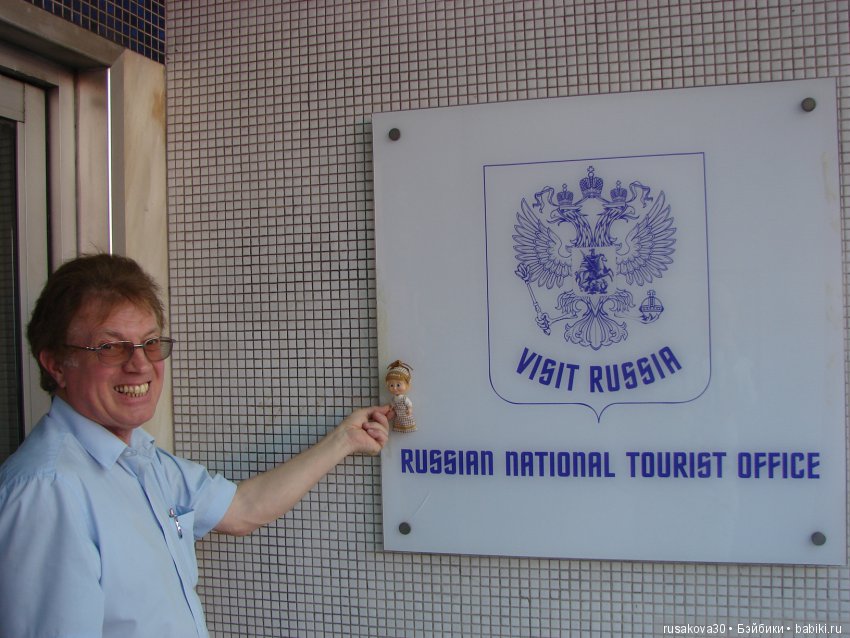 VISIT RUSSIA
RUSSIAN NATIONAL TOURIST OFFICE
rusakova30 • Бэйбики • babiki.ru